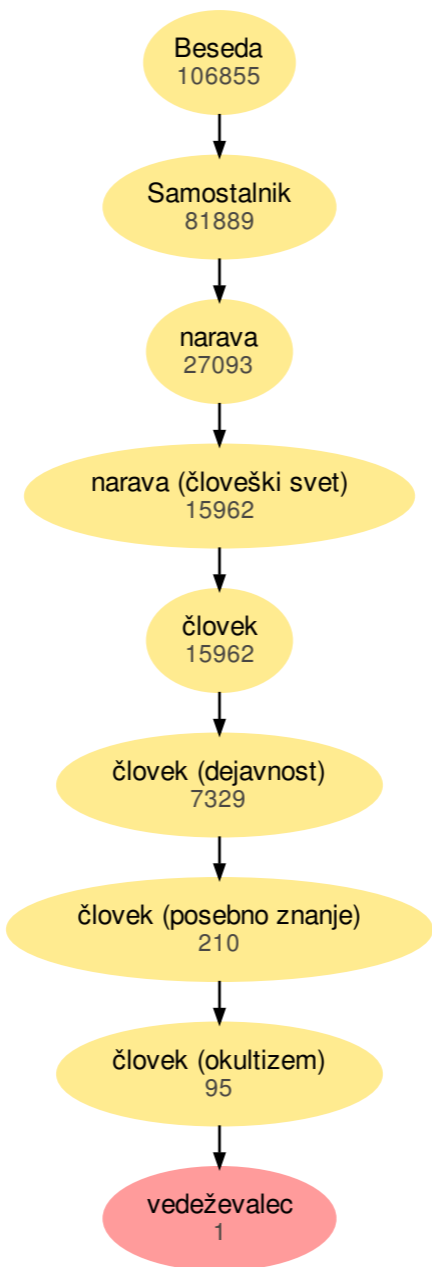 Beseda
106855
Samostalnik
81889
narava
27093
narava (človeški svet)
15962
človek
15962
človek (dejavnost)
7329
človek (posebno znanje)
210
človek (okultizem)
95
vedeževalec
1